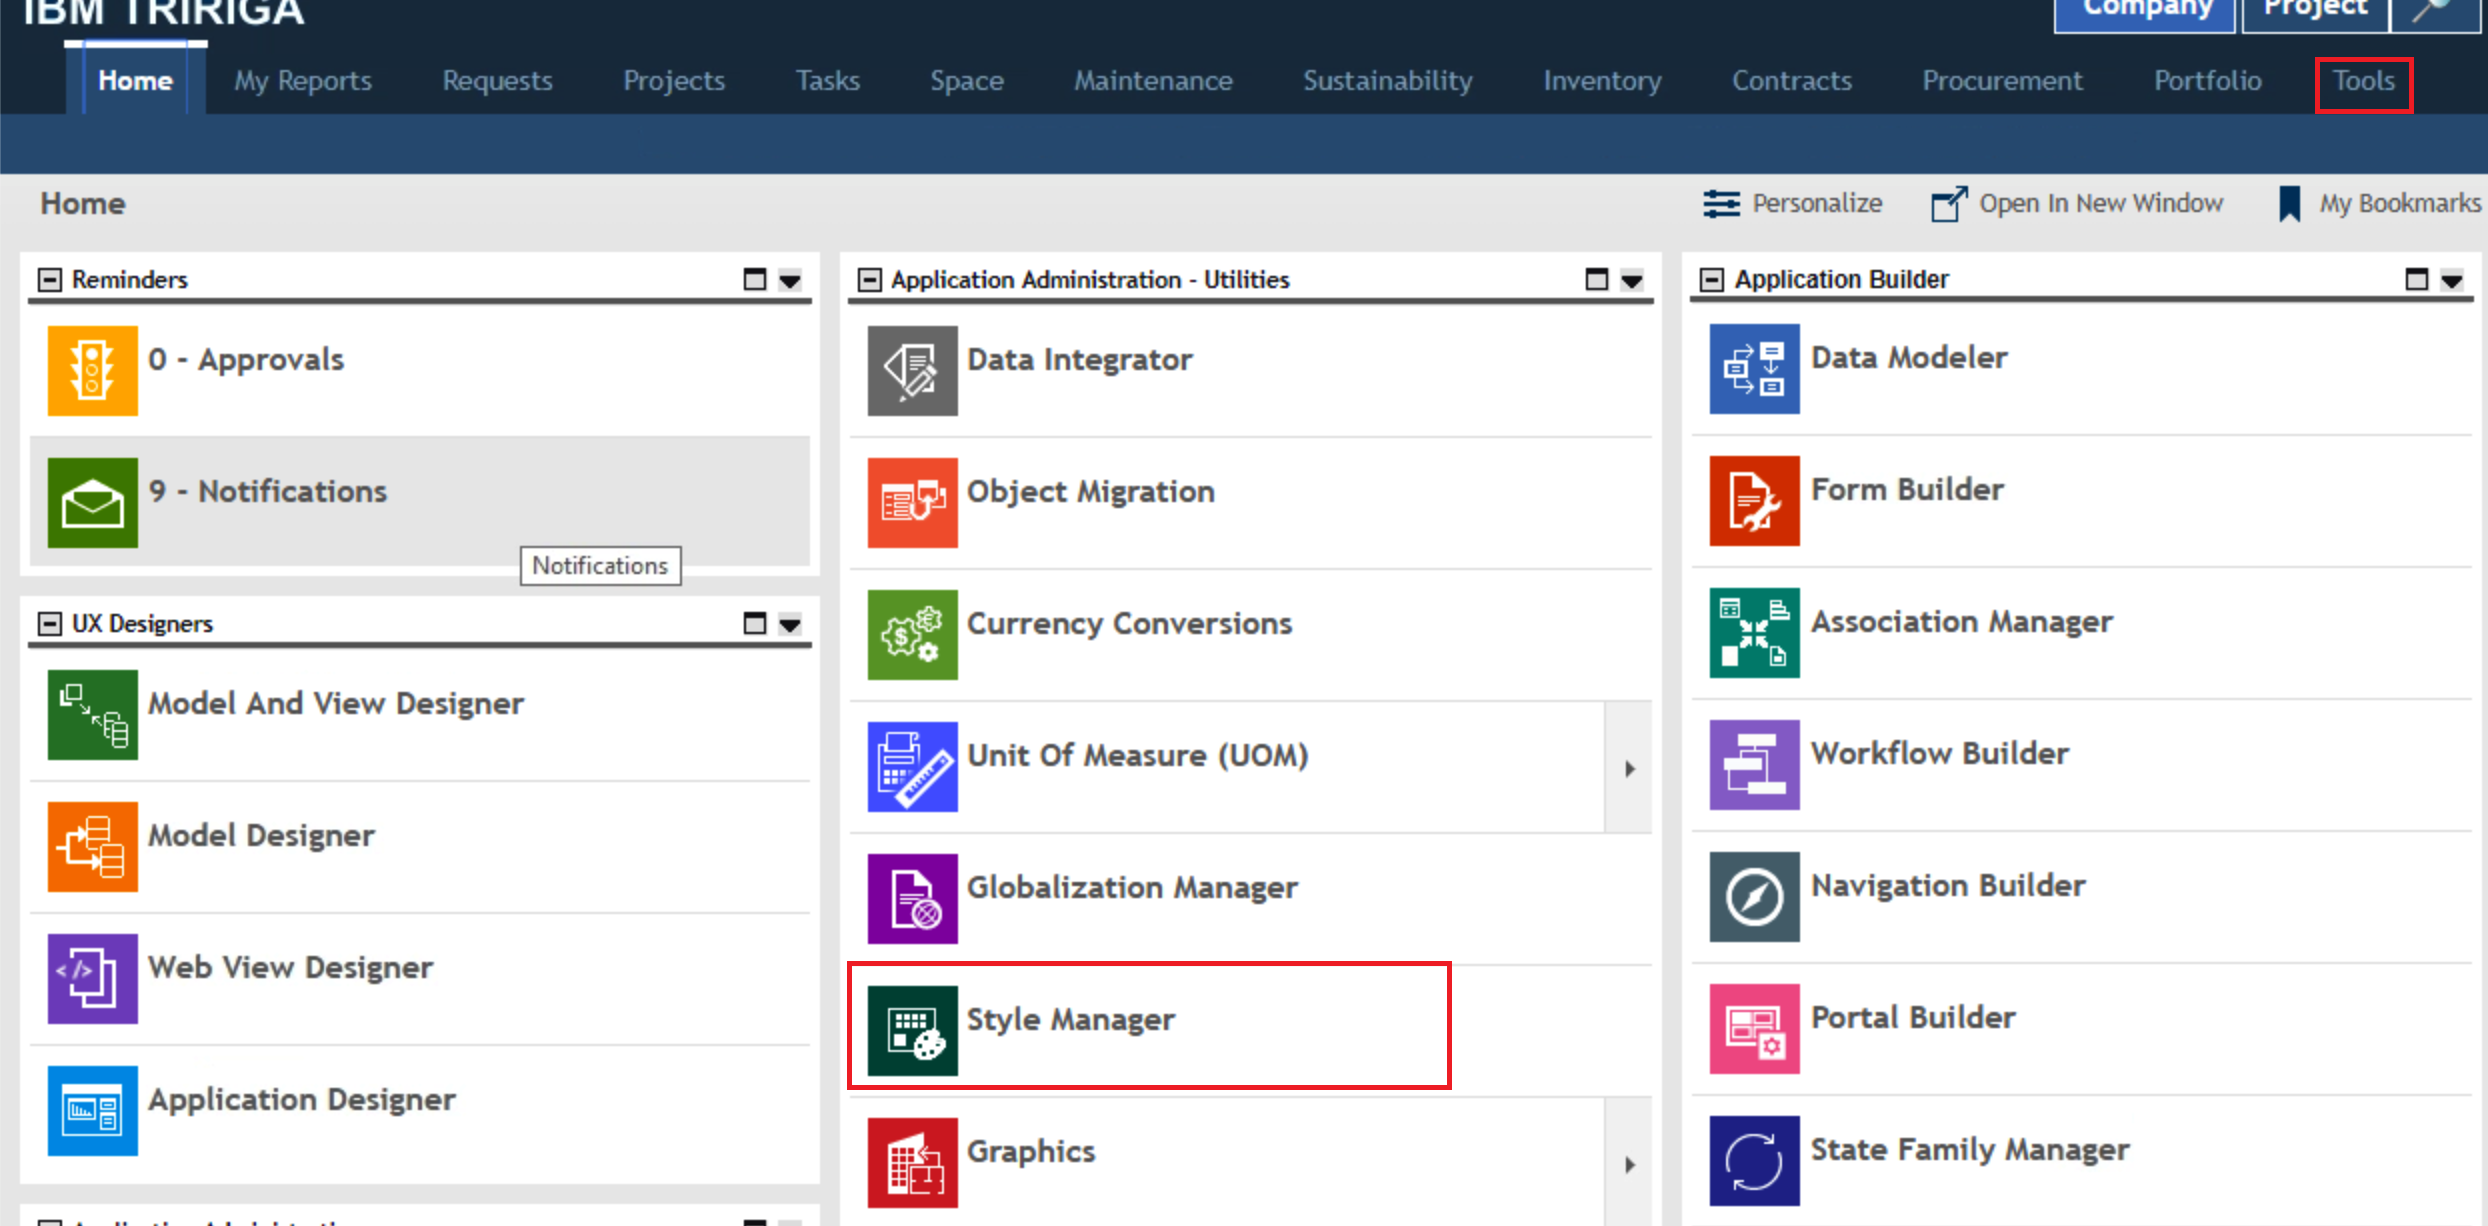 IBM TRIRIGA
Company
Project
Home
My Reports
Requests
Projects
Tasks
Space
Maintenance
Sustainability
Inventory
Contracts
Procurement
Portfolio
Tools
Home
Personalize
Open In New Window
My Bookmarks
Reminders
0 - Approvals
9 - Notifications
Notifications
UX Designers
Model And View Designer
Model Designer
</>
Web View Designer
Application Designer
Application Administration - Utilities
Data Integrator
Object Migration
$
€
Currency Conversions
Unit Of Measure (UOM)
Globalization Manager
Style Manager
Graphics
Application Builder
Data Modeler
Form Builder
Association Manager
Workflow Builder
Navigation Builder
Portal Builder
State Family Manager